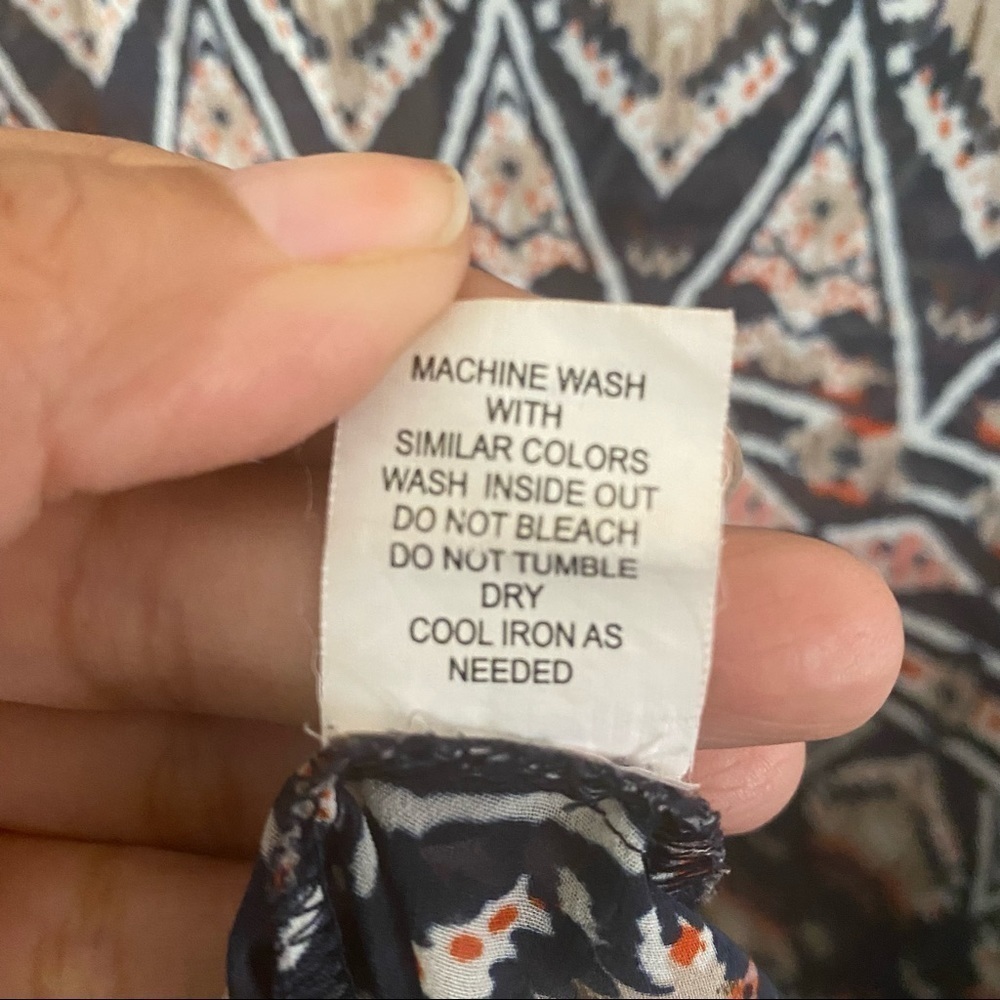 MACHINE WASH
WITH
SIMILAR COLORS
WASH INSIDE OUT
DO NOT BLEACH
DO NOT TUMBLE
DRY
COOL IRON AS
NEEDED